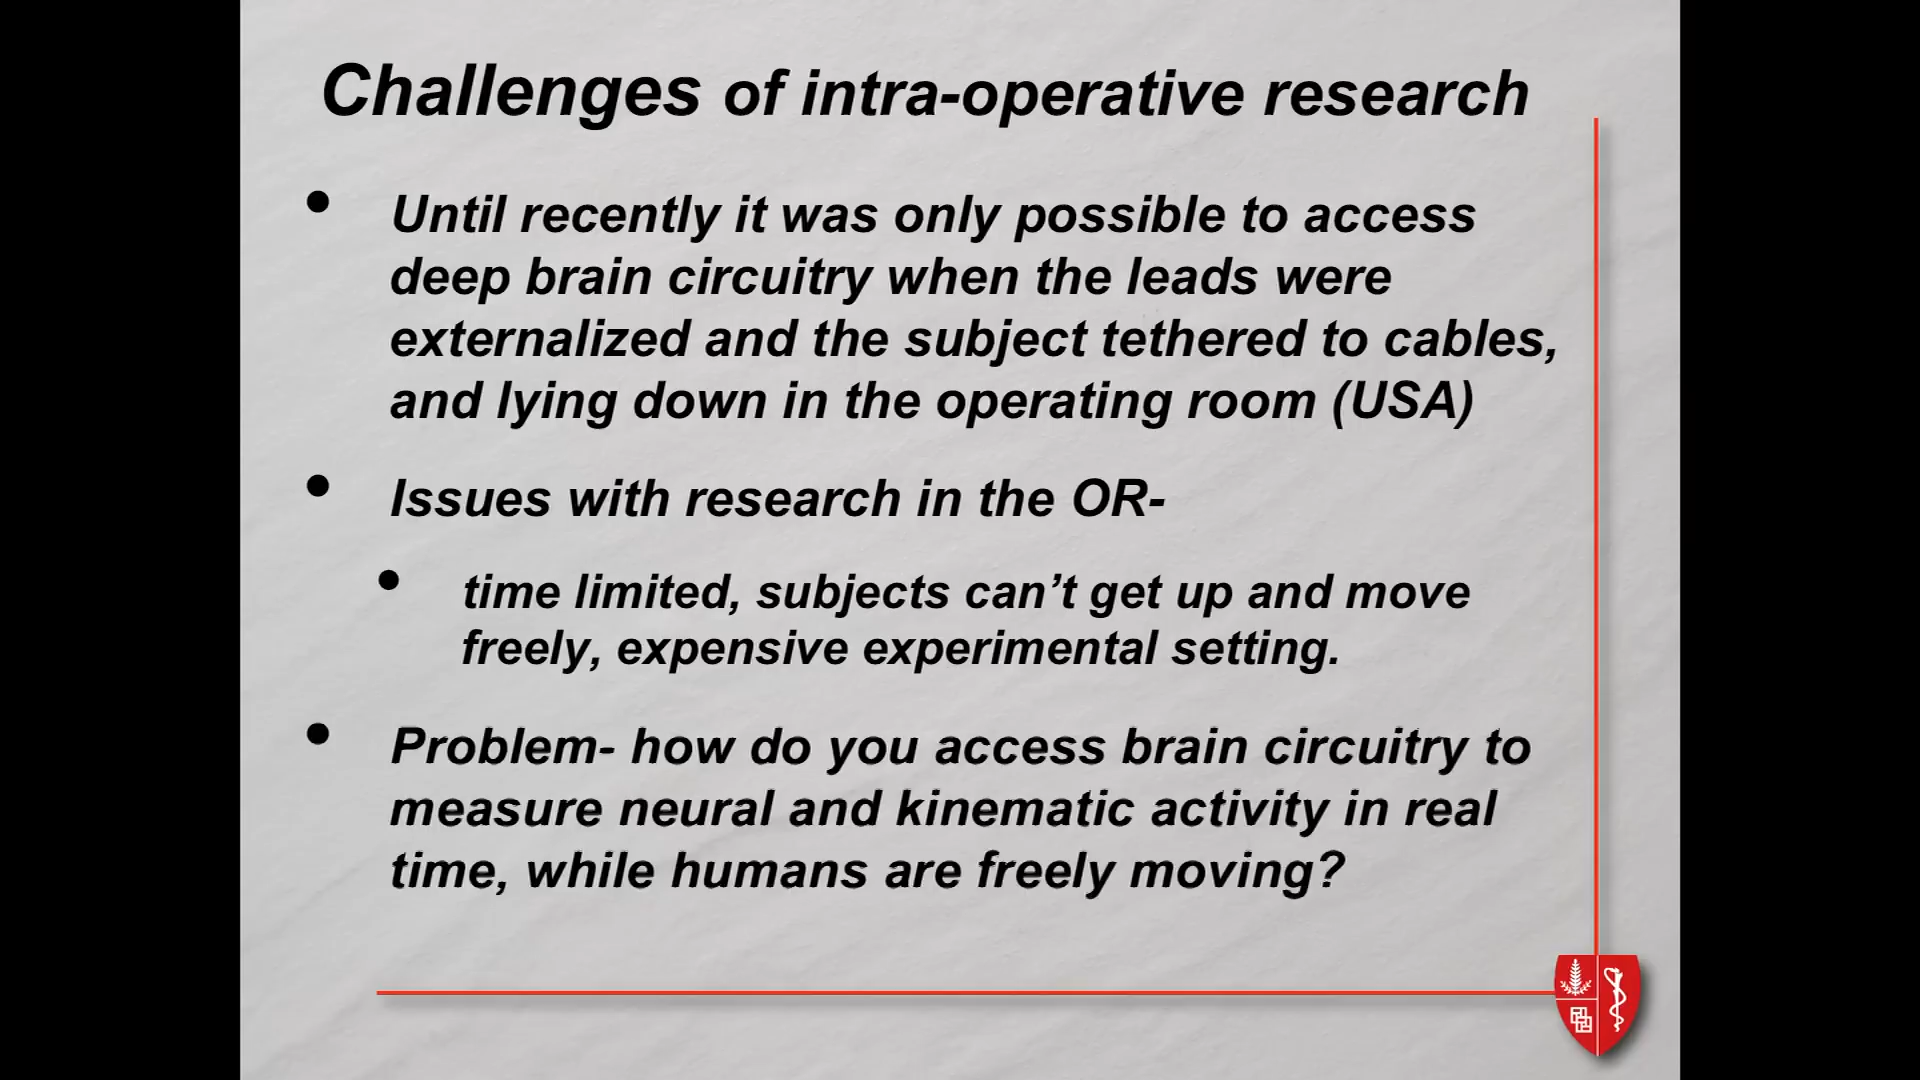 Challenges of intra-operative research
• Until recently it was only possible to access
deep brain circuitry when the leads were
externalized and the subject tethered to cables,
and lying down in the operating room (USA)
• Issues with research in the OR-
• time limited, subjects can’t get up and move
freely, expensive experimental setting.
• Problem- how do you access brain circuitry to
measure neural and kinematic activity in real
time, while humans are freely moving?